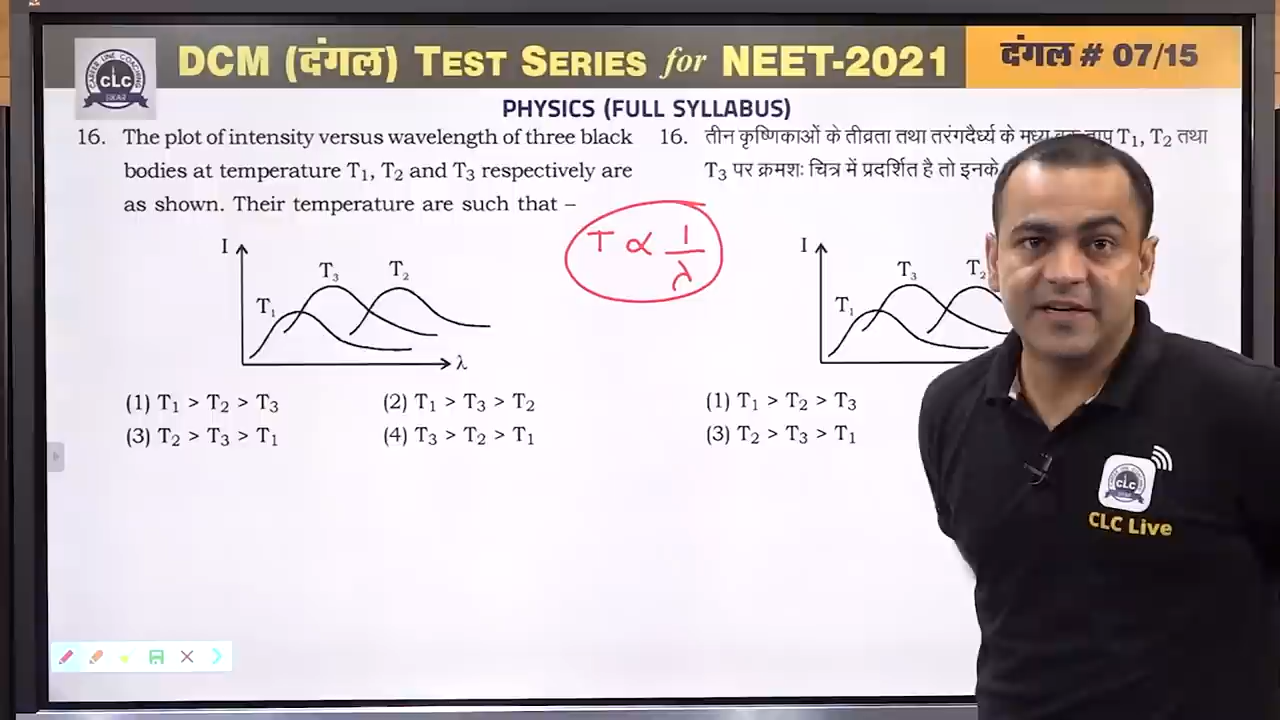 DCM (दंगल) TEST SERIES for NEET-2021
दंगल # 07/15
CLC
PHYSICS (FULL SYLLABUS)
16. The plot of intensity versus wavelength of three black
bodies at temperature T₁, T₂ and T₃ respectively are
as shown. Their temperature are such that –
T ∝ 1/λ
I
T₃
T₂
T₁
λ
(1) T₁ > T₂ > T₃
(2) T₁ > T₃ > T₂
(3) T₂ > T₃ > T₁
(4) T₃ > T₂ > T₁
16. तीन कृष्णिकाओं के तीव्रता तथा तरंगदैर्ध्य के मध्य T₁, T₂ तथा
T₃ पर क्रमशः चित्र में प्रदर्शित है तो इनके
I
T₃
T₂
T₁
(1) T₁ > T₂ > T₃
(3) T₂ > T₃ > T₁
CLC
CLC Live